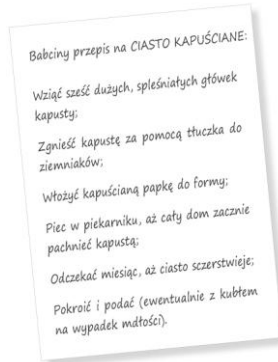 Babciny przepis na CIASTO KAPUŚCIANE:
Wziąć sześć dużych, spleśniałych główek
kapusty;
Zgnieść kapustę za pomocą tłuczka do
ziemniaków;
Włożyć kapuścianą papkę do formy;
Piec w piekarniku, aż cały dom zacznie
pachnieć kapustą;
Odczekać miesiąc, aż ciasto sczerstwieje;
Pokroić i podać (ewentualnie z kubłem
na wypadek mdłości).